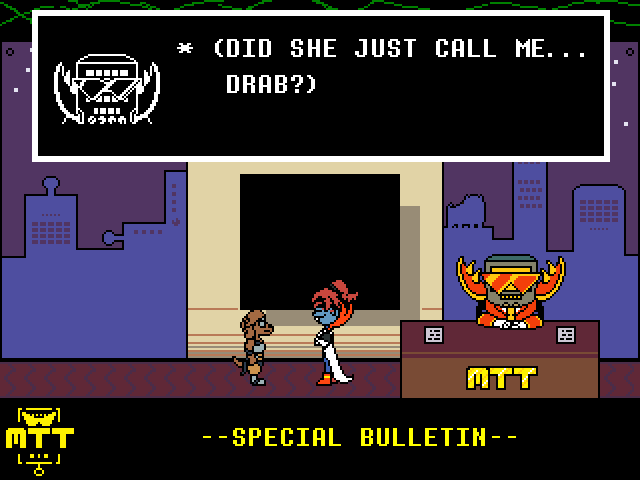 * (DID SHE JUST CALL ME...
DRAB?)
MTT
MTT
--SPECIAL BULLETIN--